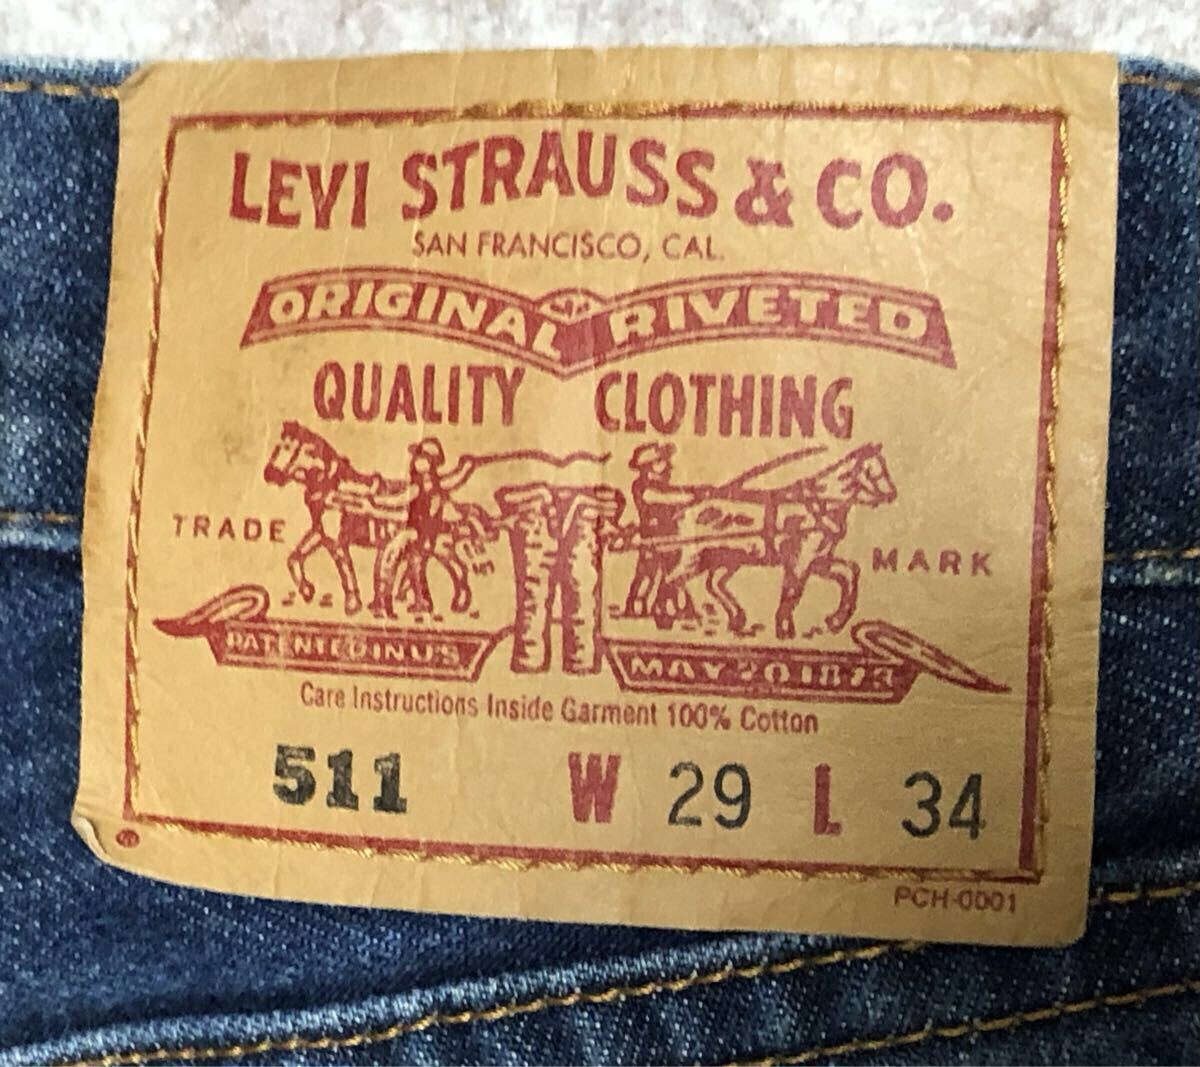 LEVI STRAUSS & CO.
SAN FRANCISCO, CAL.
ORIGINAL RIVETED
QUALITY CLOTHING
TRADE MARK
PATENTED IN U.S. MAY 20 1873
Care Instructions Inside Garment 100% Cotton
511 W 29 L 34
PCH-0001